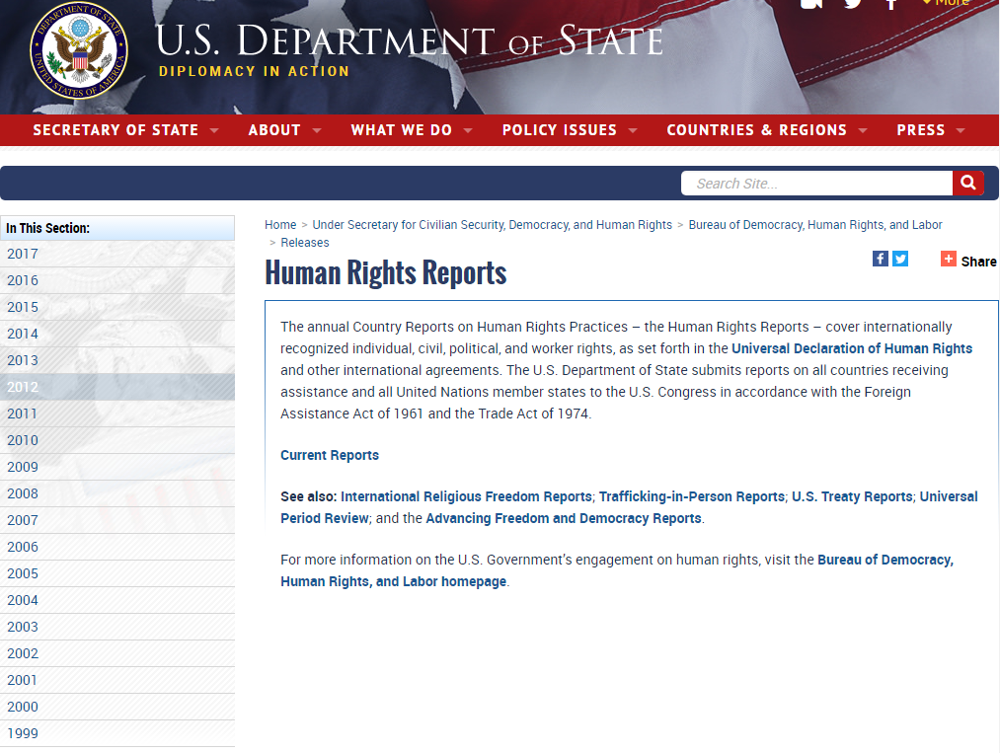 DEPARTMENT OF STATE
UNITED STATES OF AMERICA
U.S. DEPARTMENT OF STATE
DIPLOMACY IN ACTION
More
SECRETARY OF STATE
ABOUT
WHAT WE DO
POLICY ISSUES
COUNTRIES & REGIONS
PRESS
Search Site...
In This Section:
2017
2016
2015
2014
2013
2012
2011
2010
2009
2008
2007
2006
2005
2004
2003
2002
2001
2000
1999
Home > Under Secretary for Civilian Security, Democracy, and Human Rights > Bureau of Democracy, Human Rights, and Labor
> Releases
Share
Human Rights Reports
The annual Country Reports on Human Rights Practices – the Human Rights Reports – cover internationally
recognized individual, civil, political, and worker rights, as set forth in the Universal Declaration of Human Rights
and other international agreements. The U.S. Department of State submits reports on all countries receiving
assistance and all United Nations member states to the U.S. Congress in accordance with the Foreign
Assistance Act of 1961 and the Trade Act of 1974.
Current Reports
See also: International Religious Freedom Reports; Trafficking-in-Person Reports; U.S. Treaty Reports; Universal
Period Review; and the Advancing Freedom and Democracy Reports.
For more information on the U.S. Government's engagement on human rights, visit the Bureau of Democracy,
Human Rights, and Labor homepage.